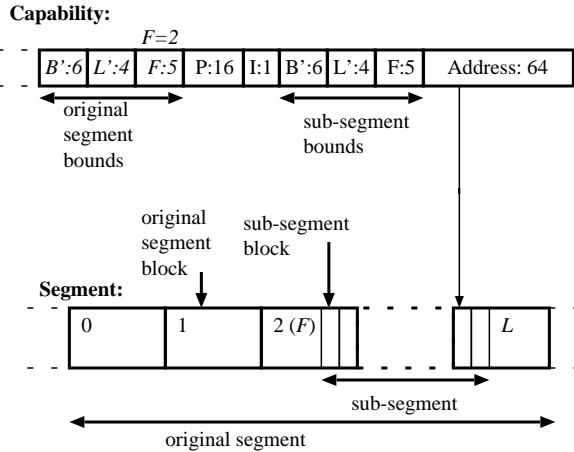 Capability:
F=2
B':6 L':4 F:5 P:16 I:1 B':6 L':4 F:5 Address: 64
original
segment
bounds
sub-segment
bounds
original
segment
block
sub-segment
block
Segment:
0 1 2 (F) L
sub-segment
original segment